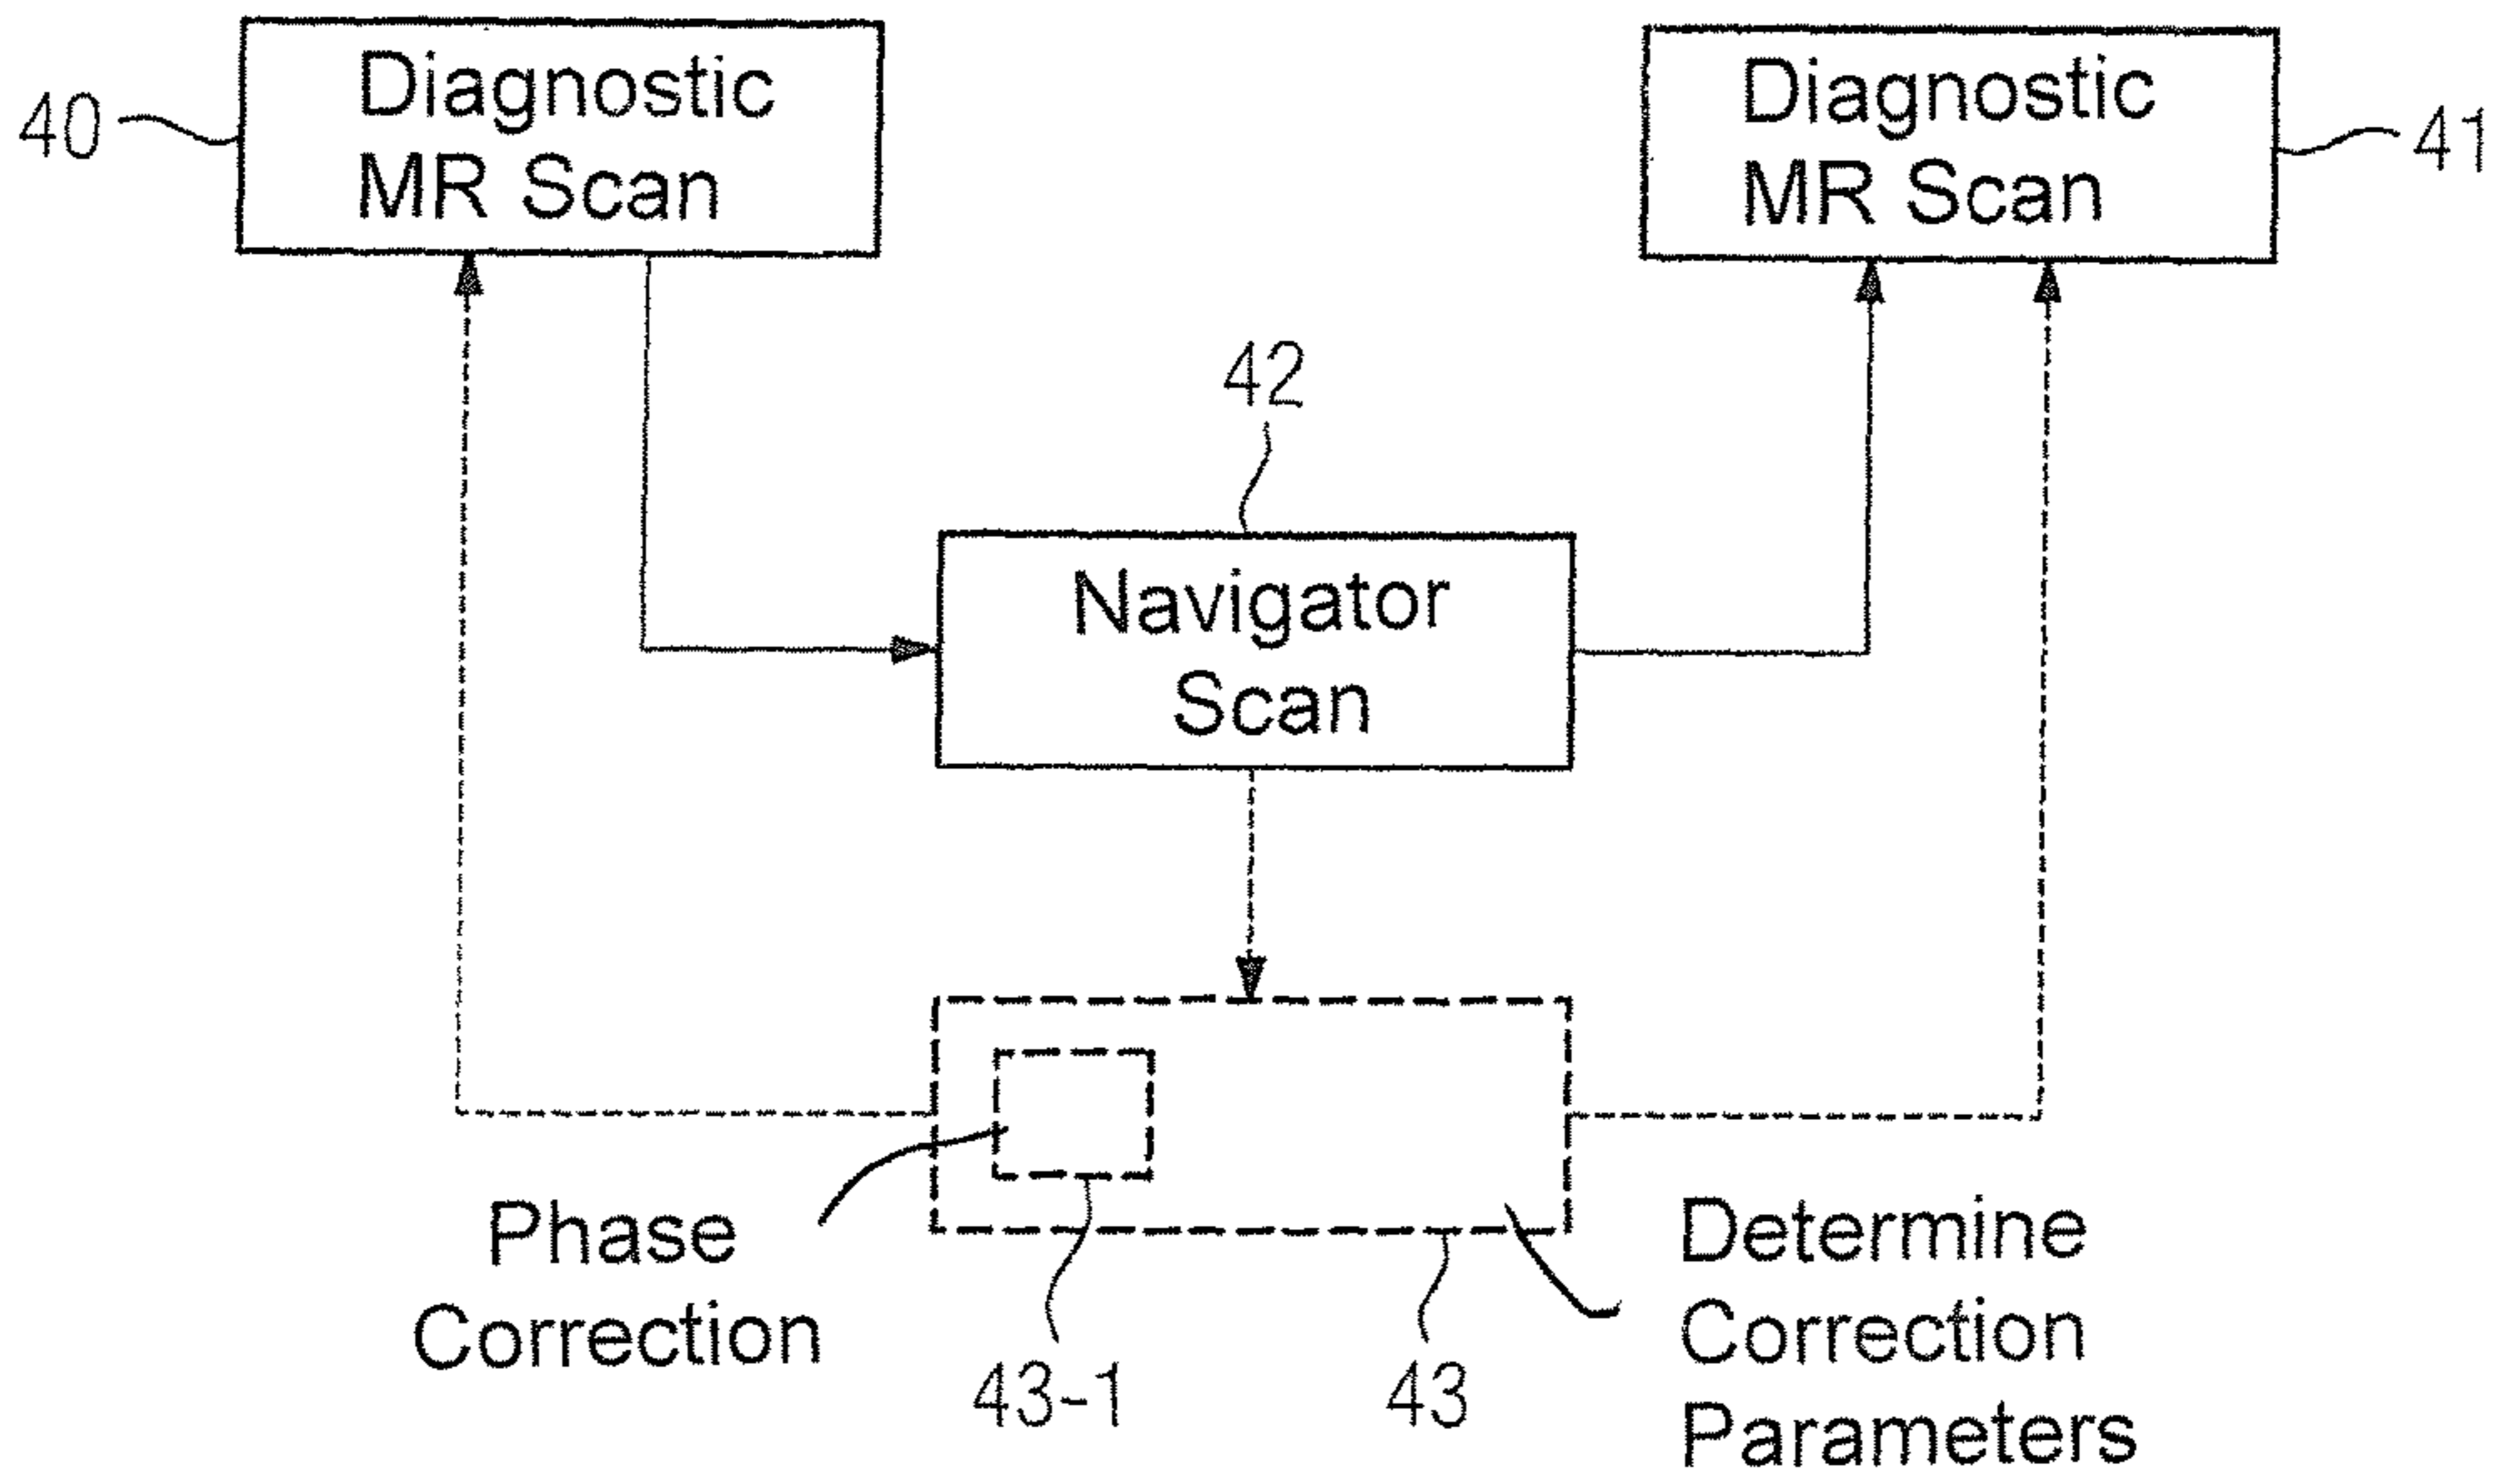 40
Diagnostic
MR Scan
Diagnostic
MR Scan
41
42
Navigator
Scan
Phase
Correction
43-1
43
Determine
Correction
Parameters